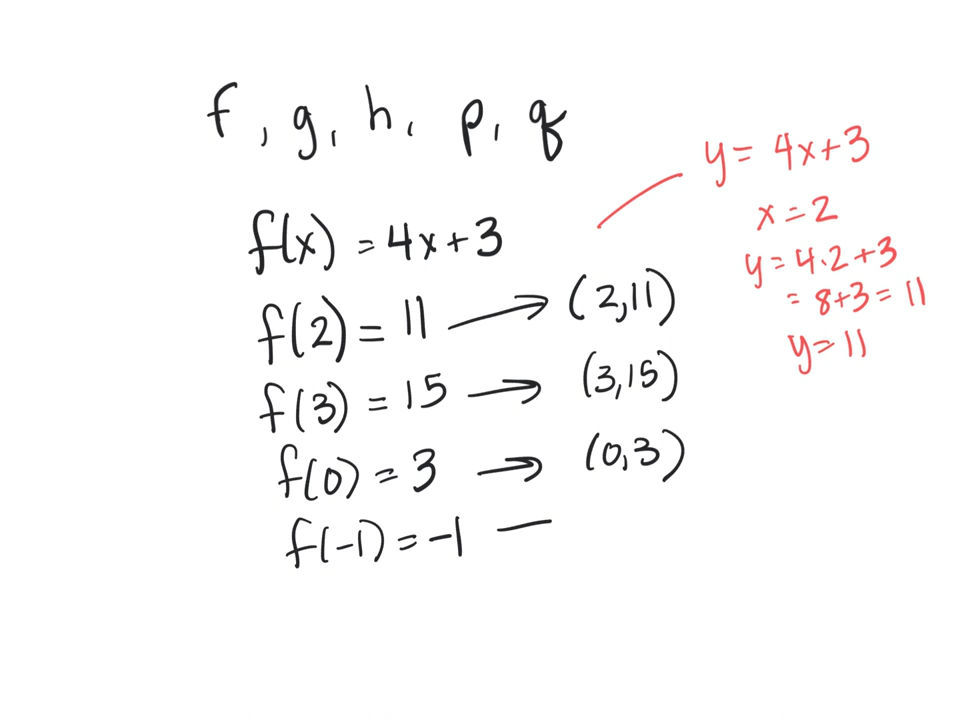 f, g, h, p, q
f(x) = 4x+3
f(2) = 11 → (2,11)
f(3) = 15 → (3,15)
f(0) = 3 → (0,3)
f(-1) = -1 —
y = 4x+3
x = 2
y = 4·2+3
= 8+3 = 11
y = 11